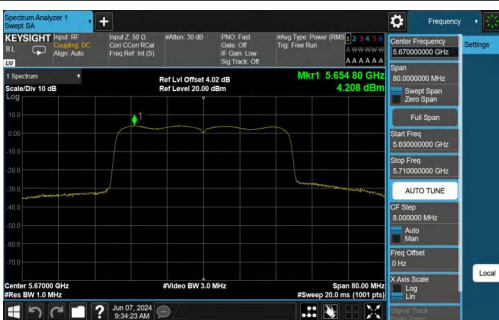 Spectrum Analyzer 1
Swept SA
Frequency
KEYSIGHT
Input: RF
Input Z: 50 Ω
#Atten: 30 dB
PNO: Fast
#Avg Type: Power (RMS
1 2 3 4 5 6
RL
Coupling: DC
Corr CCorr RCal
Gate: Off
Trig: Free Run
A WWWWW
Align: Auto
Freq Ref: Int (S)
IF Gain: Low
A A A A A A
LXI
Sig Track: Off
1 Spectrum
Ref Lvl Offset 4.02 dB
Mkr1 5.654 80 GHz
Scale/Div 10 dB
Ref Level 20.00 dBm
4.208 dBm
Log
1
10.0
0.00
-10.0
-20.0
-30.0
-40.0
-50.0
-60.0
-70.0
Center 5.67000 GHz
#Video BW 3.0 MHz
Span 80.00 MHz
#Res BW 1.0 MHz
#Sweep 20.0 ms (1001 pts)
Jun 07, 2024
9:34:23 AM
?
Center Frequency
5.670000000 GHz
Settings
Span
80.0000000 MHz
Swept Span
Zero Span
Full Span
Start Freq
5.630000000 GHz
Stop Freq
5.710000000 GHz
AUTO TUNE
CF Step
8.000000 MHz
Auto
Man
Freq Offset
0 Hz
X Axis Scale
Log
Lin
Local
Signal Track